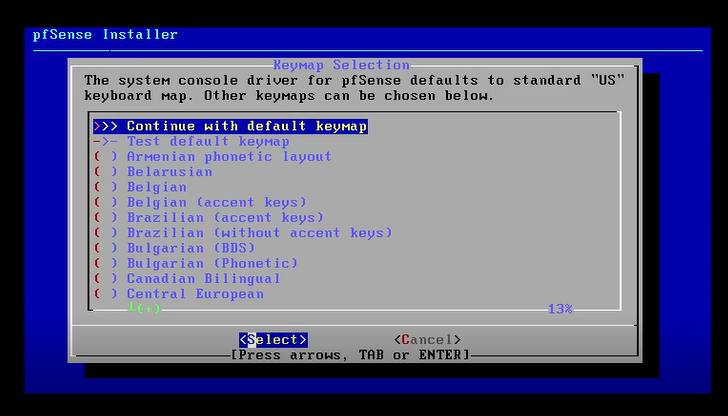 pfSense Installer
Keymap Selection
The system console driver for pfSense defaults to standard "US"
keyboard map. Other keymaps can be chosen below.
>>> Continue with default keymap
->- Test default keymap
( ) Armenian phonetic layout
( ) Belarusian
( ) Belgian
( ) Belgian (accent keys)
( ) Brazilian (accent keys)
( ) Brazilian (without accent keys)
( ) Bulgarian (BDS)
( ) Bulgarian (Phonetic)
( ) Canadian Bilingual
( ) Central European
┴(+) 13%
<Select> <Cancel>
[Press arrows, TAB or ENTER]